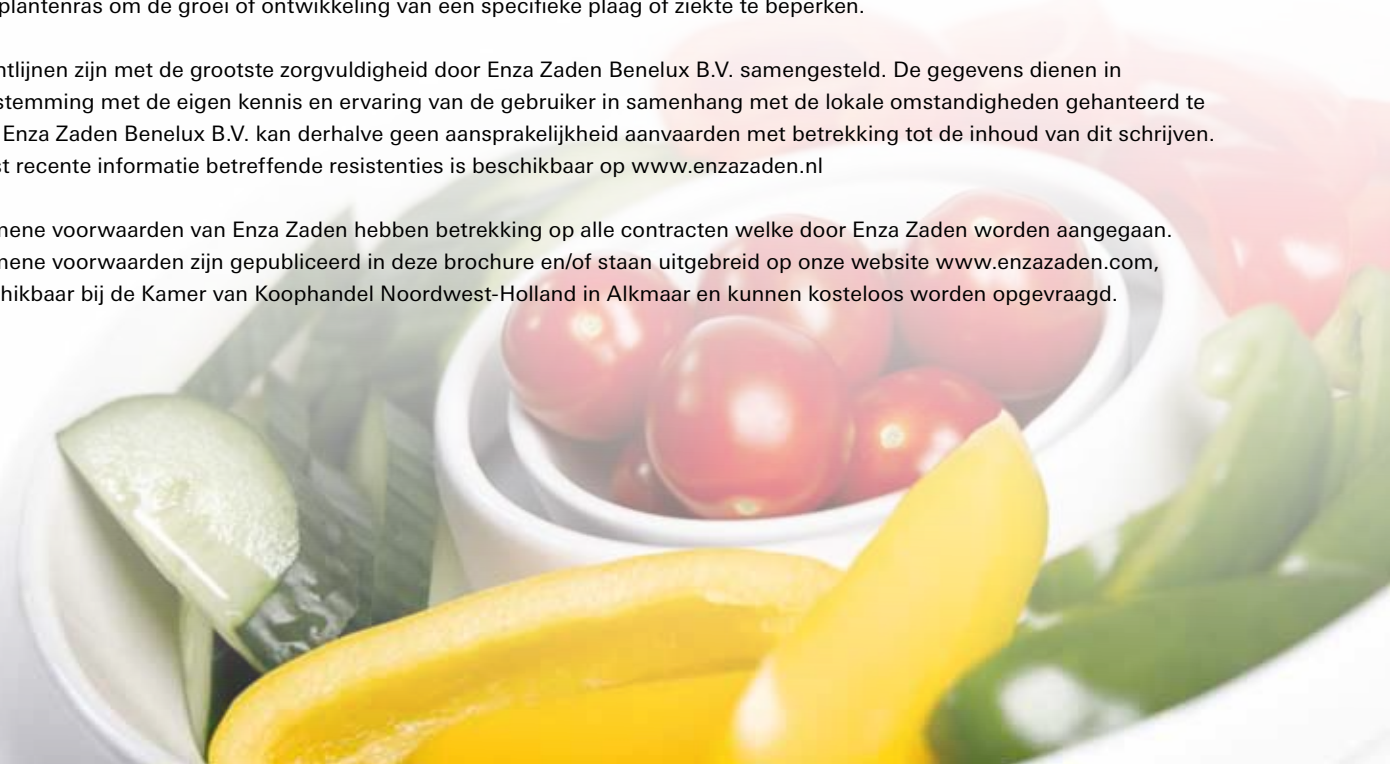 plantenras om de groei of ontwikkeling van een specifieke plaag of ziekte te beperken.
ntlijnen zijn met de grootste zorgvuldigheid door Enza Zaden Benelux B.V. samengesteld. De gegevens dienen in
stemming met de eigen kennis en ervaring van de gebruiker in samenhang met de lokale omstandigheden gehanteerd te
Enza Zaden Benelux B.V. kan derhalve geen aansprakelijkheid aanvaarden met betrekking tot de inhoud van dit schrijven.
st recente informatie betreffende resistenties is beschikbaar op www.enzazaden.nl
mene voorwaarden van Enza Zaden hebben betrekking op alle contracten welke door Enza Zaden worden aangegaan.
mene voorwaarden zijn gepubliceerd in deze brochure en/of staan uitgebreid op onze website www.enzazaden.com,
hikbaar bij de Kamer van Koophandel Noordwest-Holland in Alkmaar en kunnen kosteloos worden opgevraagd.